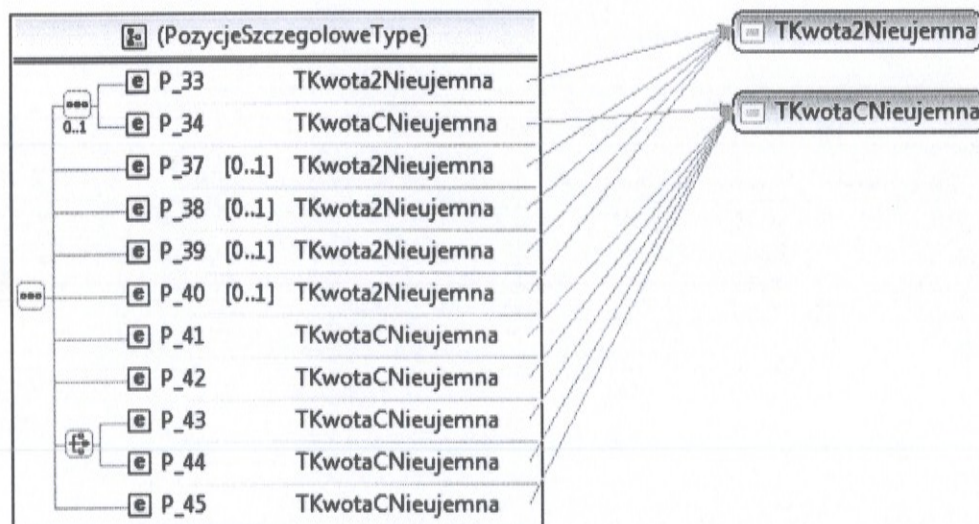 (PozycjeSzczegoloweType)
TKwota2Nieujemna
P_33 TKwota2Nieujemna
0..1
P_34 TKwotaCNieujemna
TKwotaCNieujemna
P_37 [0..1] TKwota2Nieujemna
P_38 [0..1] TKwota2Nieujemna
P_39 [0..1] TKwota2Nieujemna
P_40 [0..1] TKwota2Nieujemna
P_41 TKwotaCNieujemna
P_42 TKwotaCNieujemna
P_43 TKwotaCNieujemna
P_44 TKwotaCNieujemna
P_45 TKwotaCNieujemna